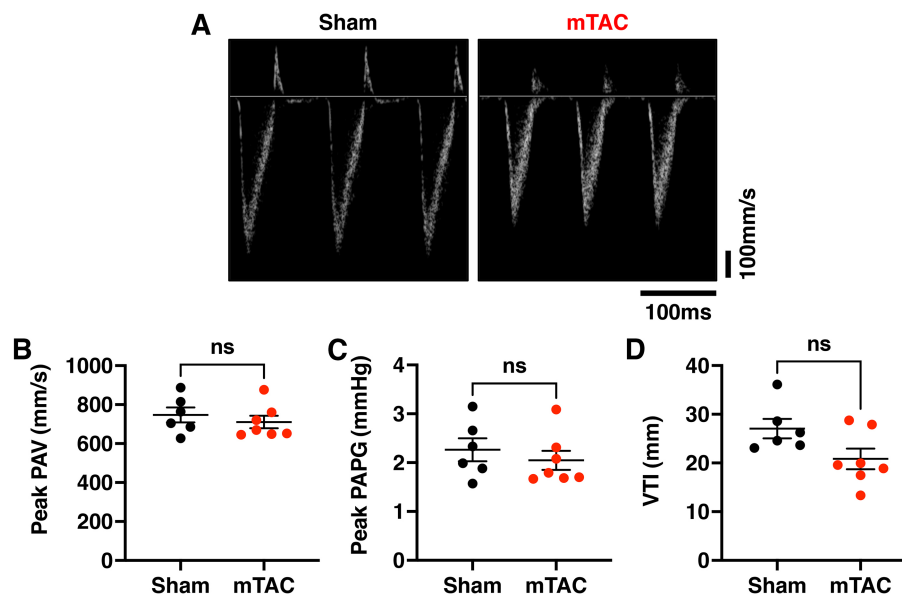 A
Sham
mTAC
100mm/s
100ms
B
ns
Peak PAV (mm/s)
1000
800
600
400
200
0
Sham mTAC
C
ns
Peak PAPG (mmHg)
4
3
2
1
0
Sham mTAC
D
ns
VTI (mm)
40
30
20
10
0
Sham mTAC